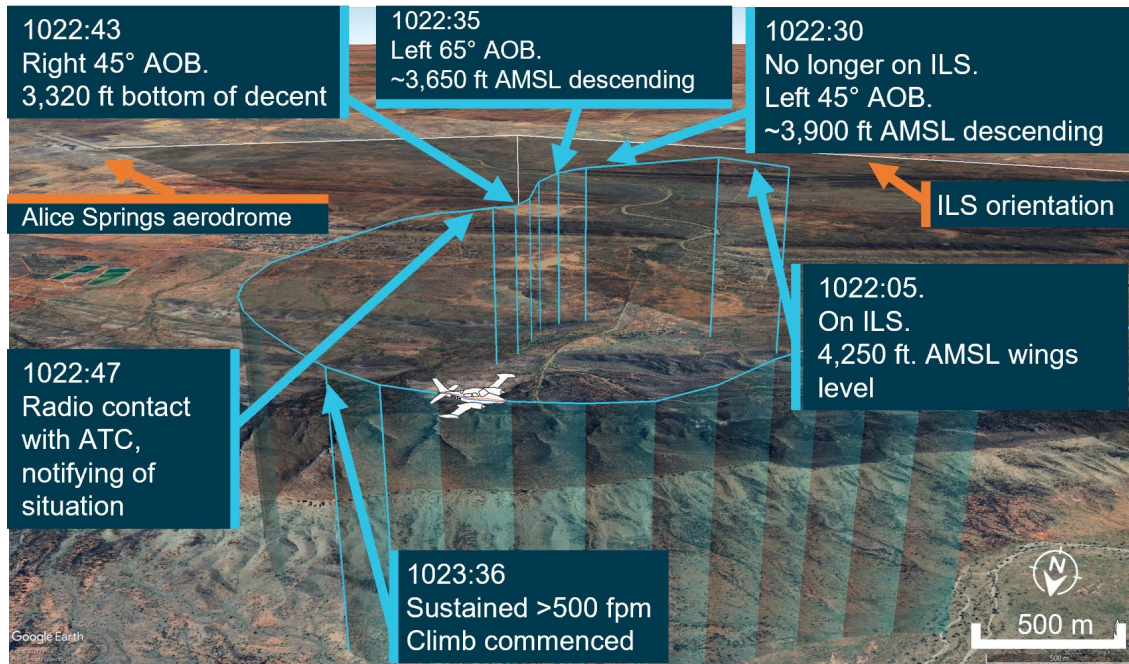 1022:43
Right 45° AOB.
3,320 ft bottom of decent
1022:35
Left 65° AOB.
~3,650 ft AMSL descending
1022:30
No longer on ILS.
Left 45° AOB.
~3,900 ft AMSL descending
Alice Springs aerodrome
ILS orientation
1022:05.
On ILS.
4,250 ft. AMSL wings
level
1022:47
Radio contact
with ATC,
notifying of
situation
1023:36
Sustained >500 fpm
Climb commenced
N
500 m
500 m
Google Earth